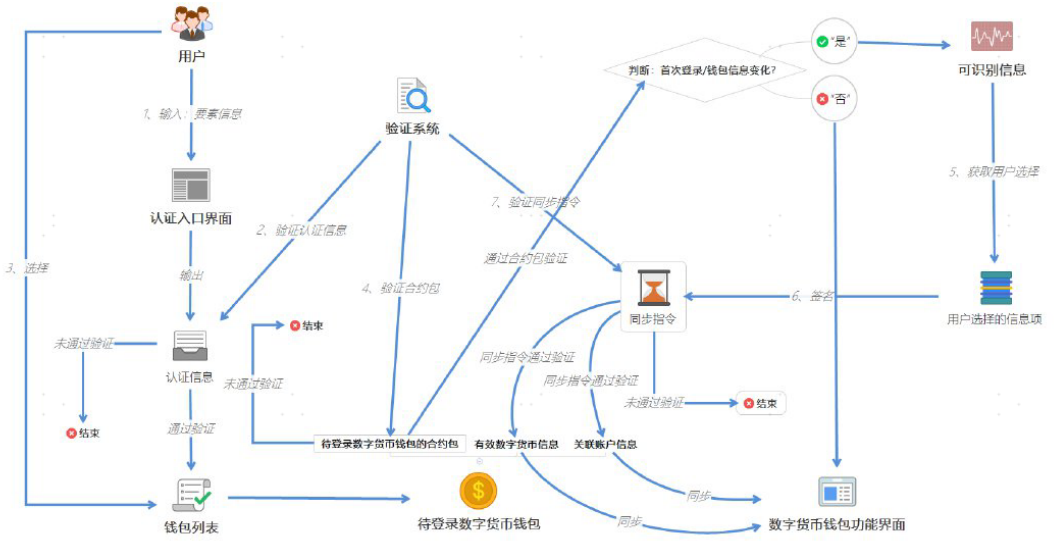 用户
判断：首次登录/钱包信息变化?
"是"
可识别信息
"否"
1、输入：要素信息
验证系统
5、获取用户选择
认证入口界面
7、验证同步指令
2、验证认证信息
通过合约包验证
3、选择
输出
4、验证合约包
6、签名
同步指令
用户选择的信息项
结束
未通过验证
认证信息
同步指令通过验证
未通过验证
同步指令通过验证
未通过验证
结束
通过验证
结束
待登录数字货币钱包的合约包
有效数字货币信息
关联账户信息
同步
钱包列表
待登录数字货币钱包
同步
数字货币钱包功能界面